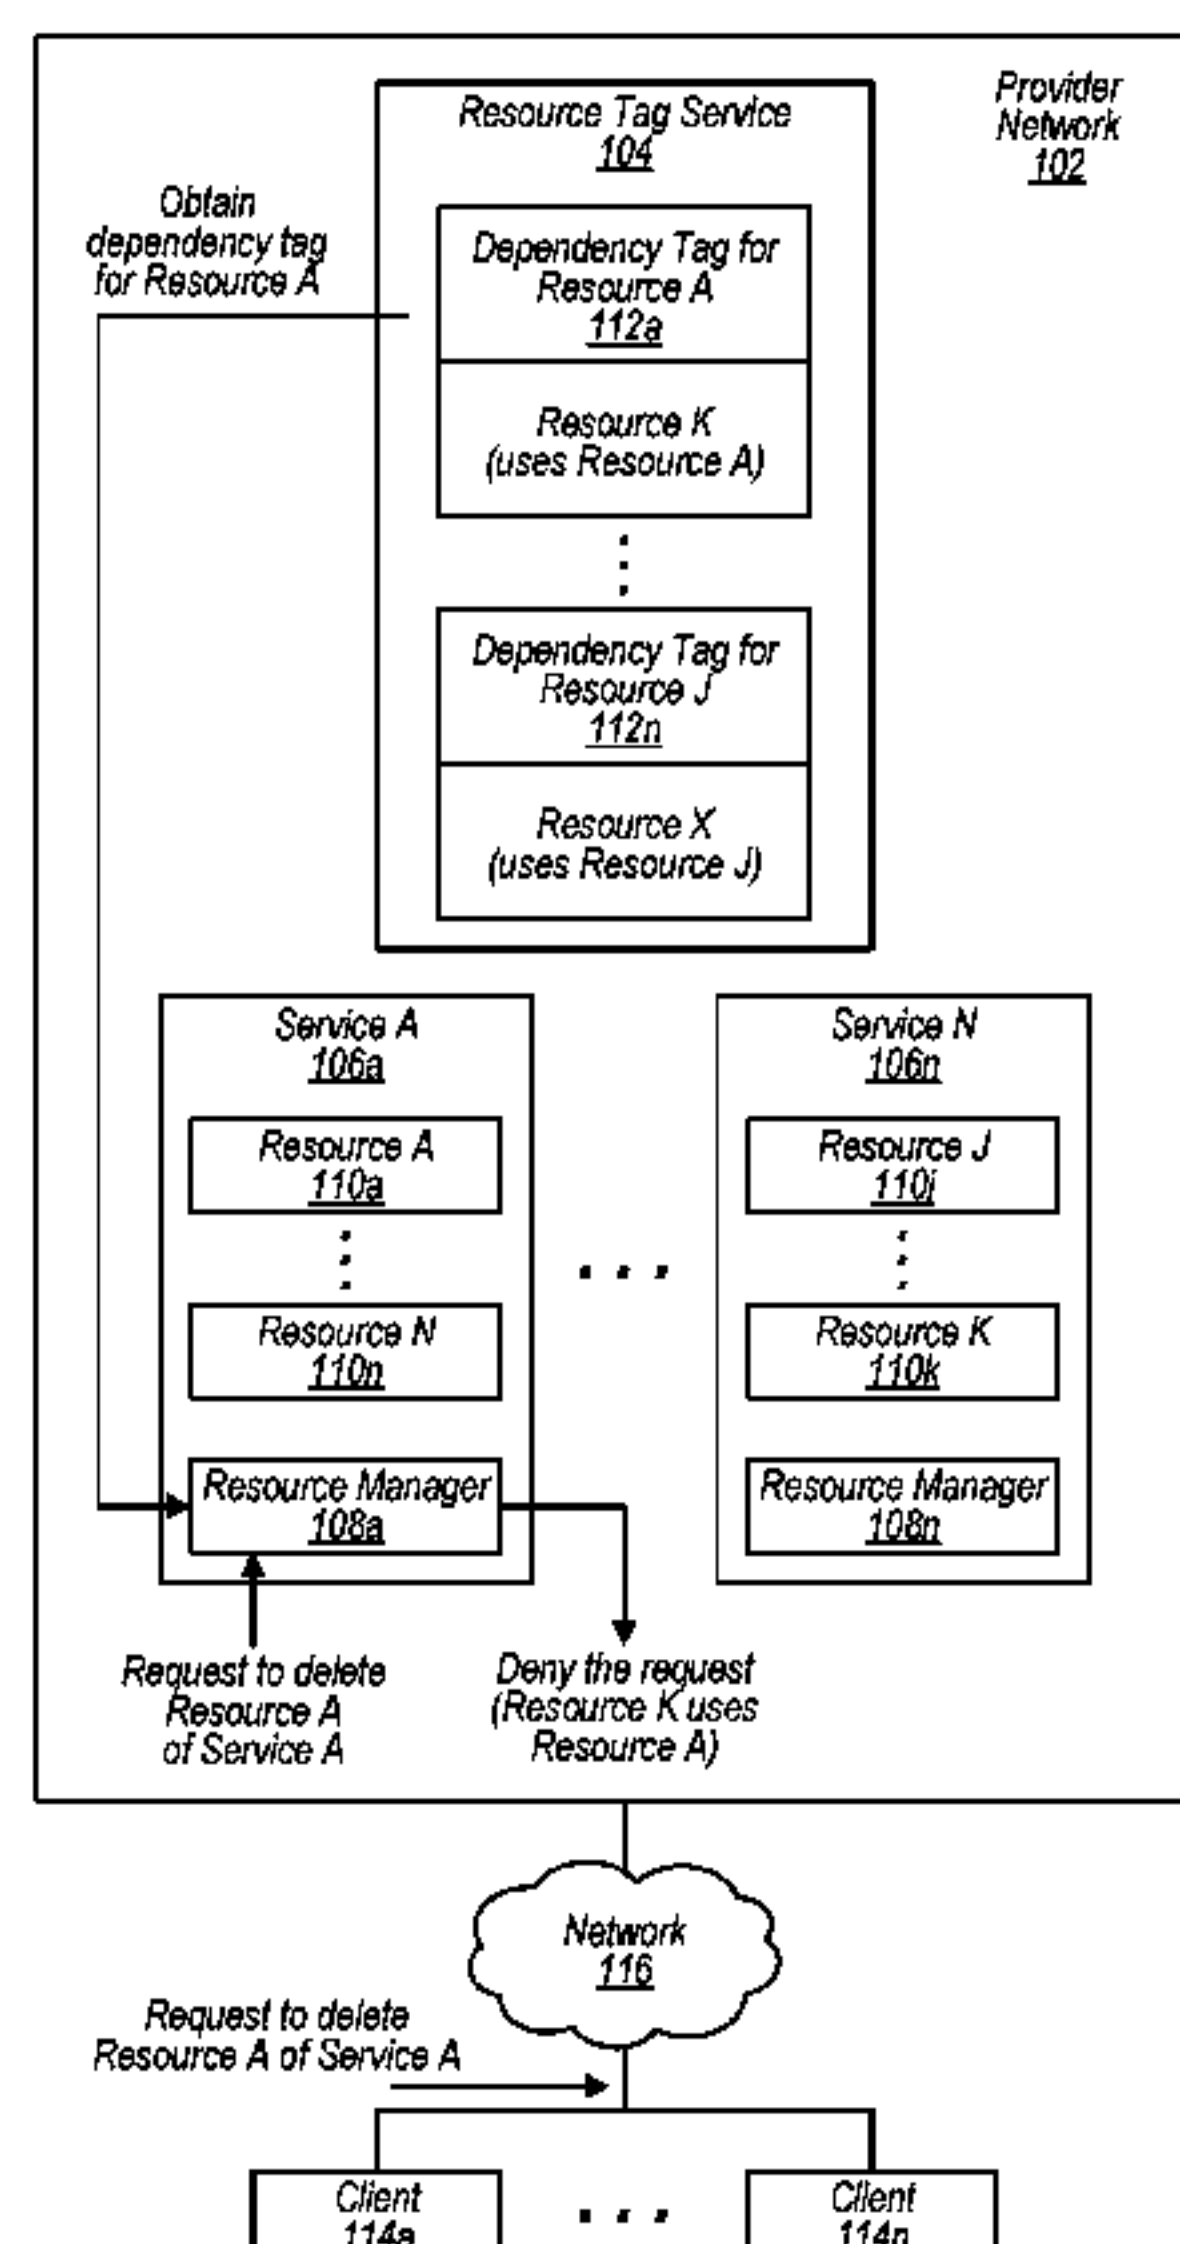 Provider
Network
102
Resource Tag Service
104
Obtain
dependency tag
for Resource A
Dependency Tag for
Resource A
112a
Resource K
(uses Resource A)
Dependency Tag for
Resource J
112n
Resource X
(uses Resource J)
Service A
106a
Resource A
110a
Resource N
110n
Resource Manager
108a
Service N
106n
Resource J
110j
Resource K
110k
Resource Manager
108n
Request to delete
Resource A
of Service A
Deny the request
(Resource K uses
Resource A)
Network
116
Request to delete
Resource A of Service A
Client
114a
Client
114n